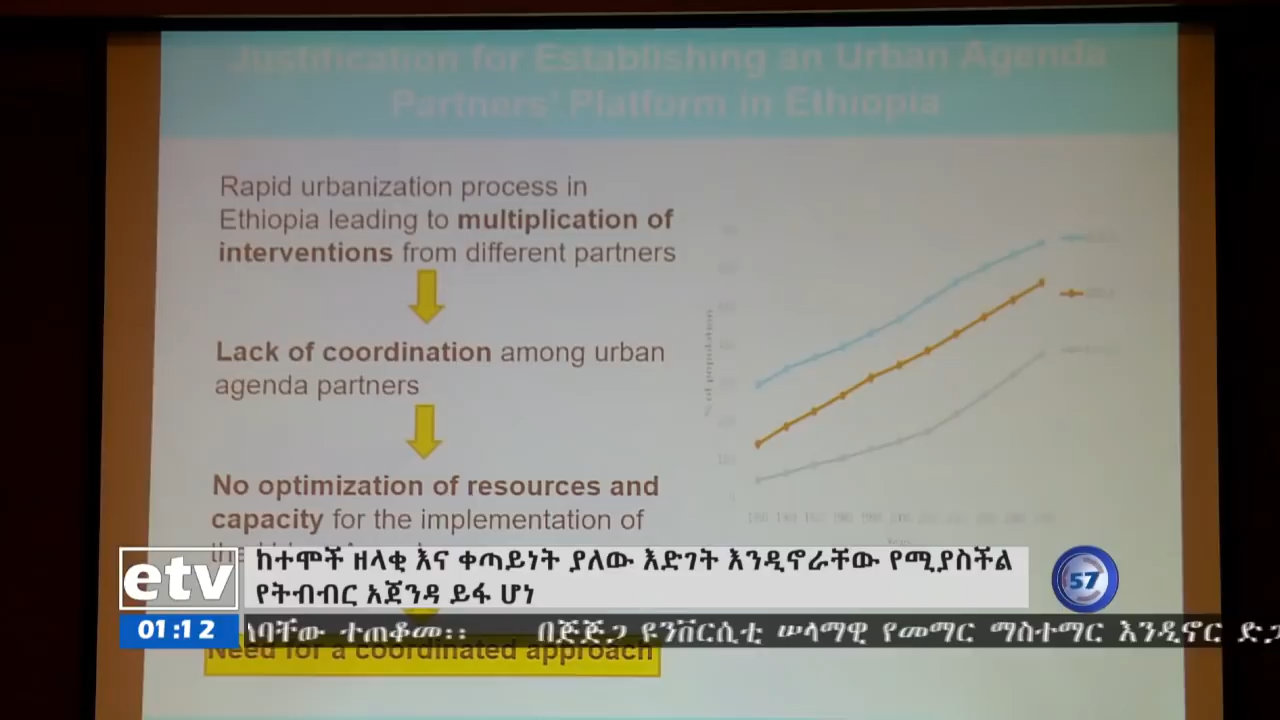 Justification for Establishing an Urban Agenda
Partners' Platform in Ethiopia
Rapid urbanization process in
Ethiopia leading to multiplication of
interventions from different partners
Lack of coordination among urban
agenda partners
No optimization of resources and
capacity for the implementation of
% of population
etv
ከተሞች ዘላቂ እና ቀጣይነት ያለው እድገት እንዲኖራቸው የሚያስችል
የትብብር አጀንዳ ይፋ ሆነ
57
01:12
ተጠቆመ፡፡ በጅጅጋ ዩንቨርሲቲ ሠላማዊ የመማር ማስተማር እንዲኖር
Need for a coordinated approach